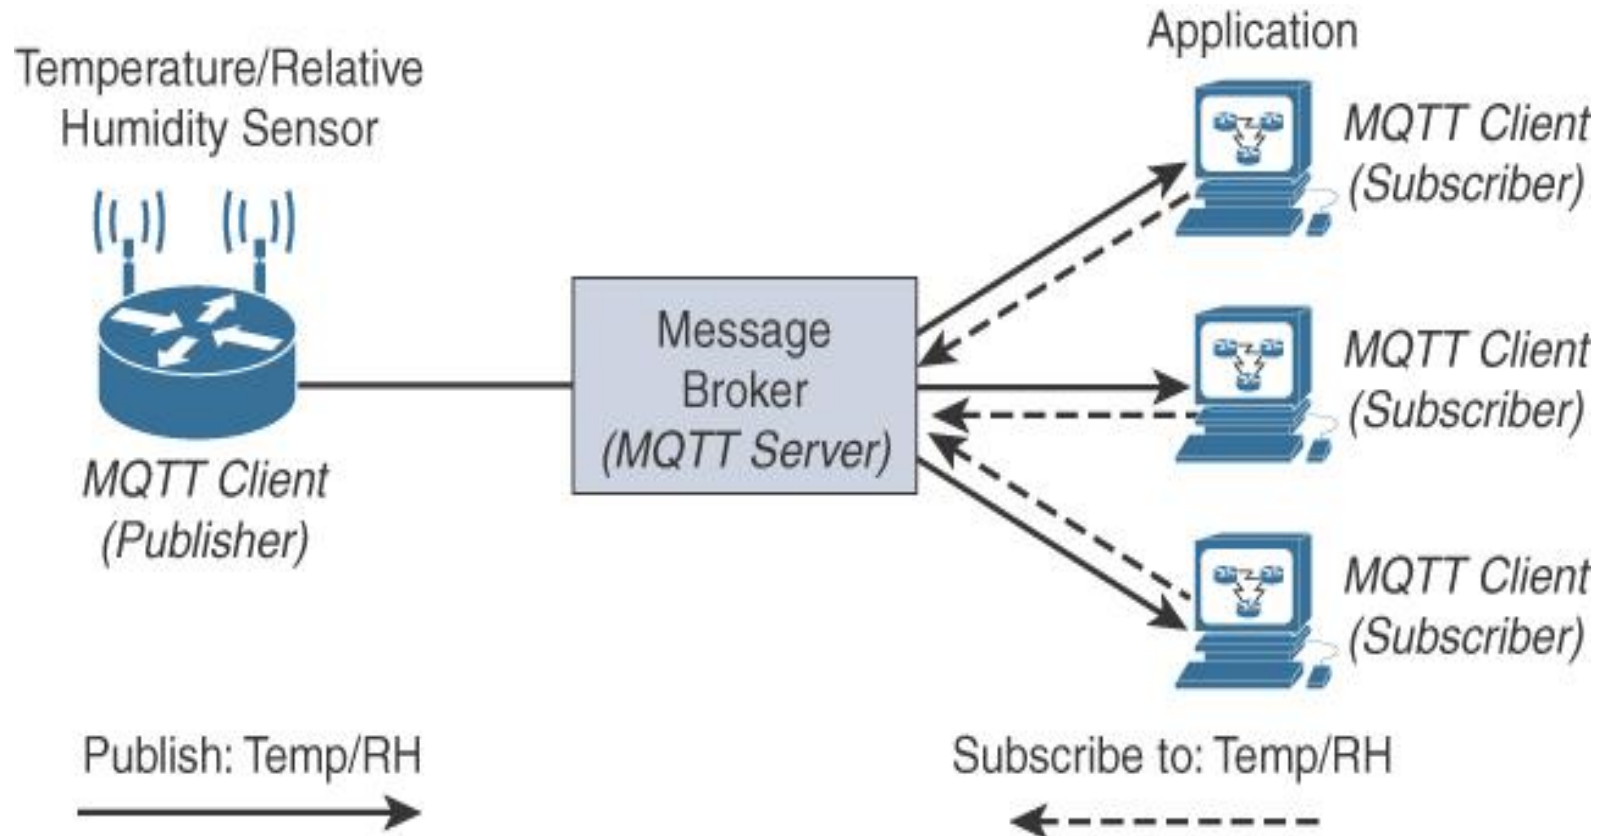 Application
Temperature/Relative
Humidity Sensor
MQTT Client
(Subscriber)
Message
Broker
(MQTT Server)
MQTT Client
(Subscriber)
MQTT Client
(Publisher)
MQTT Client
(Subscriber)
Publish: Temp/RH
Subscribe to: Temp/RH